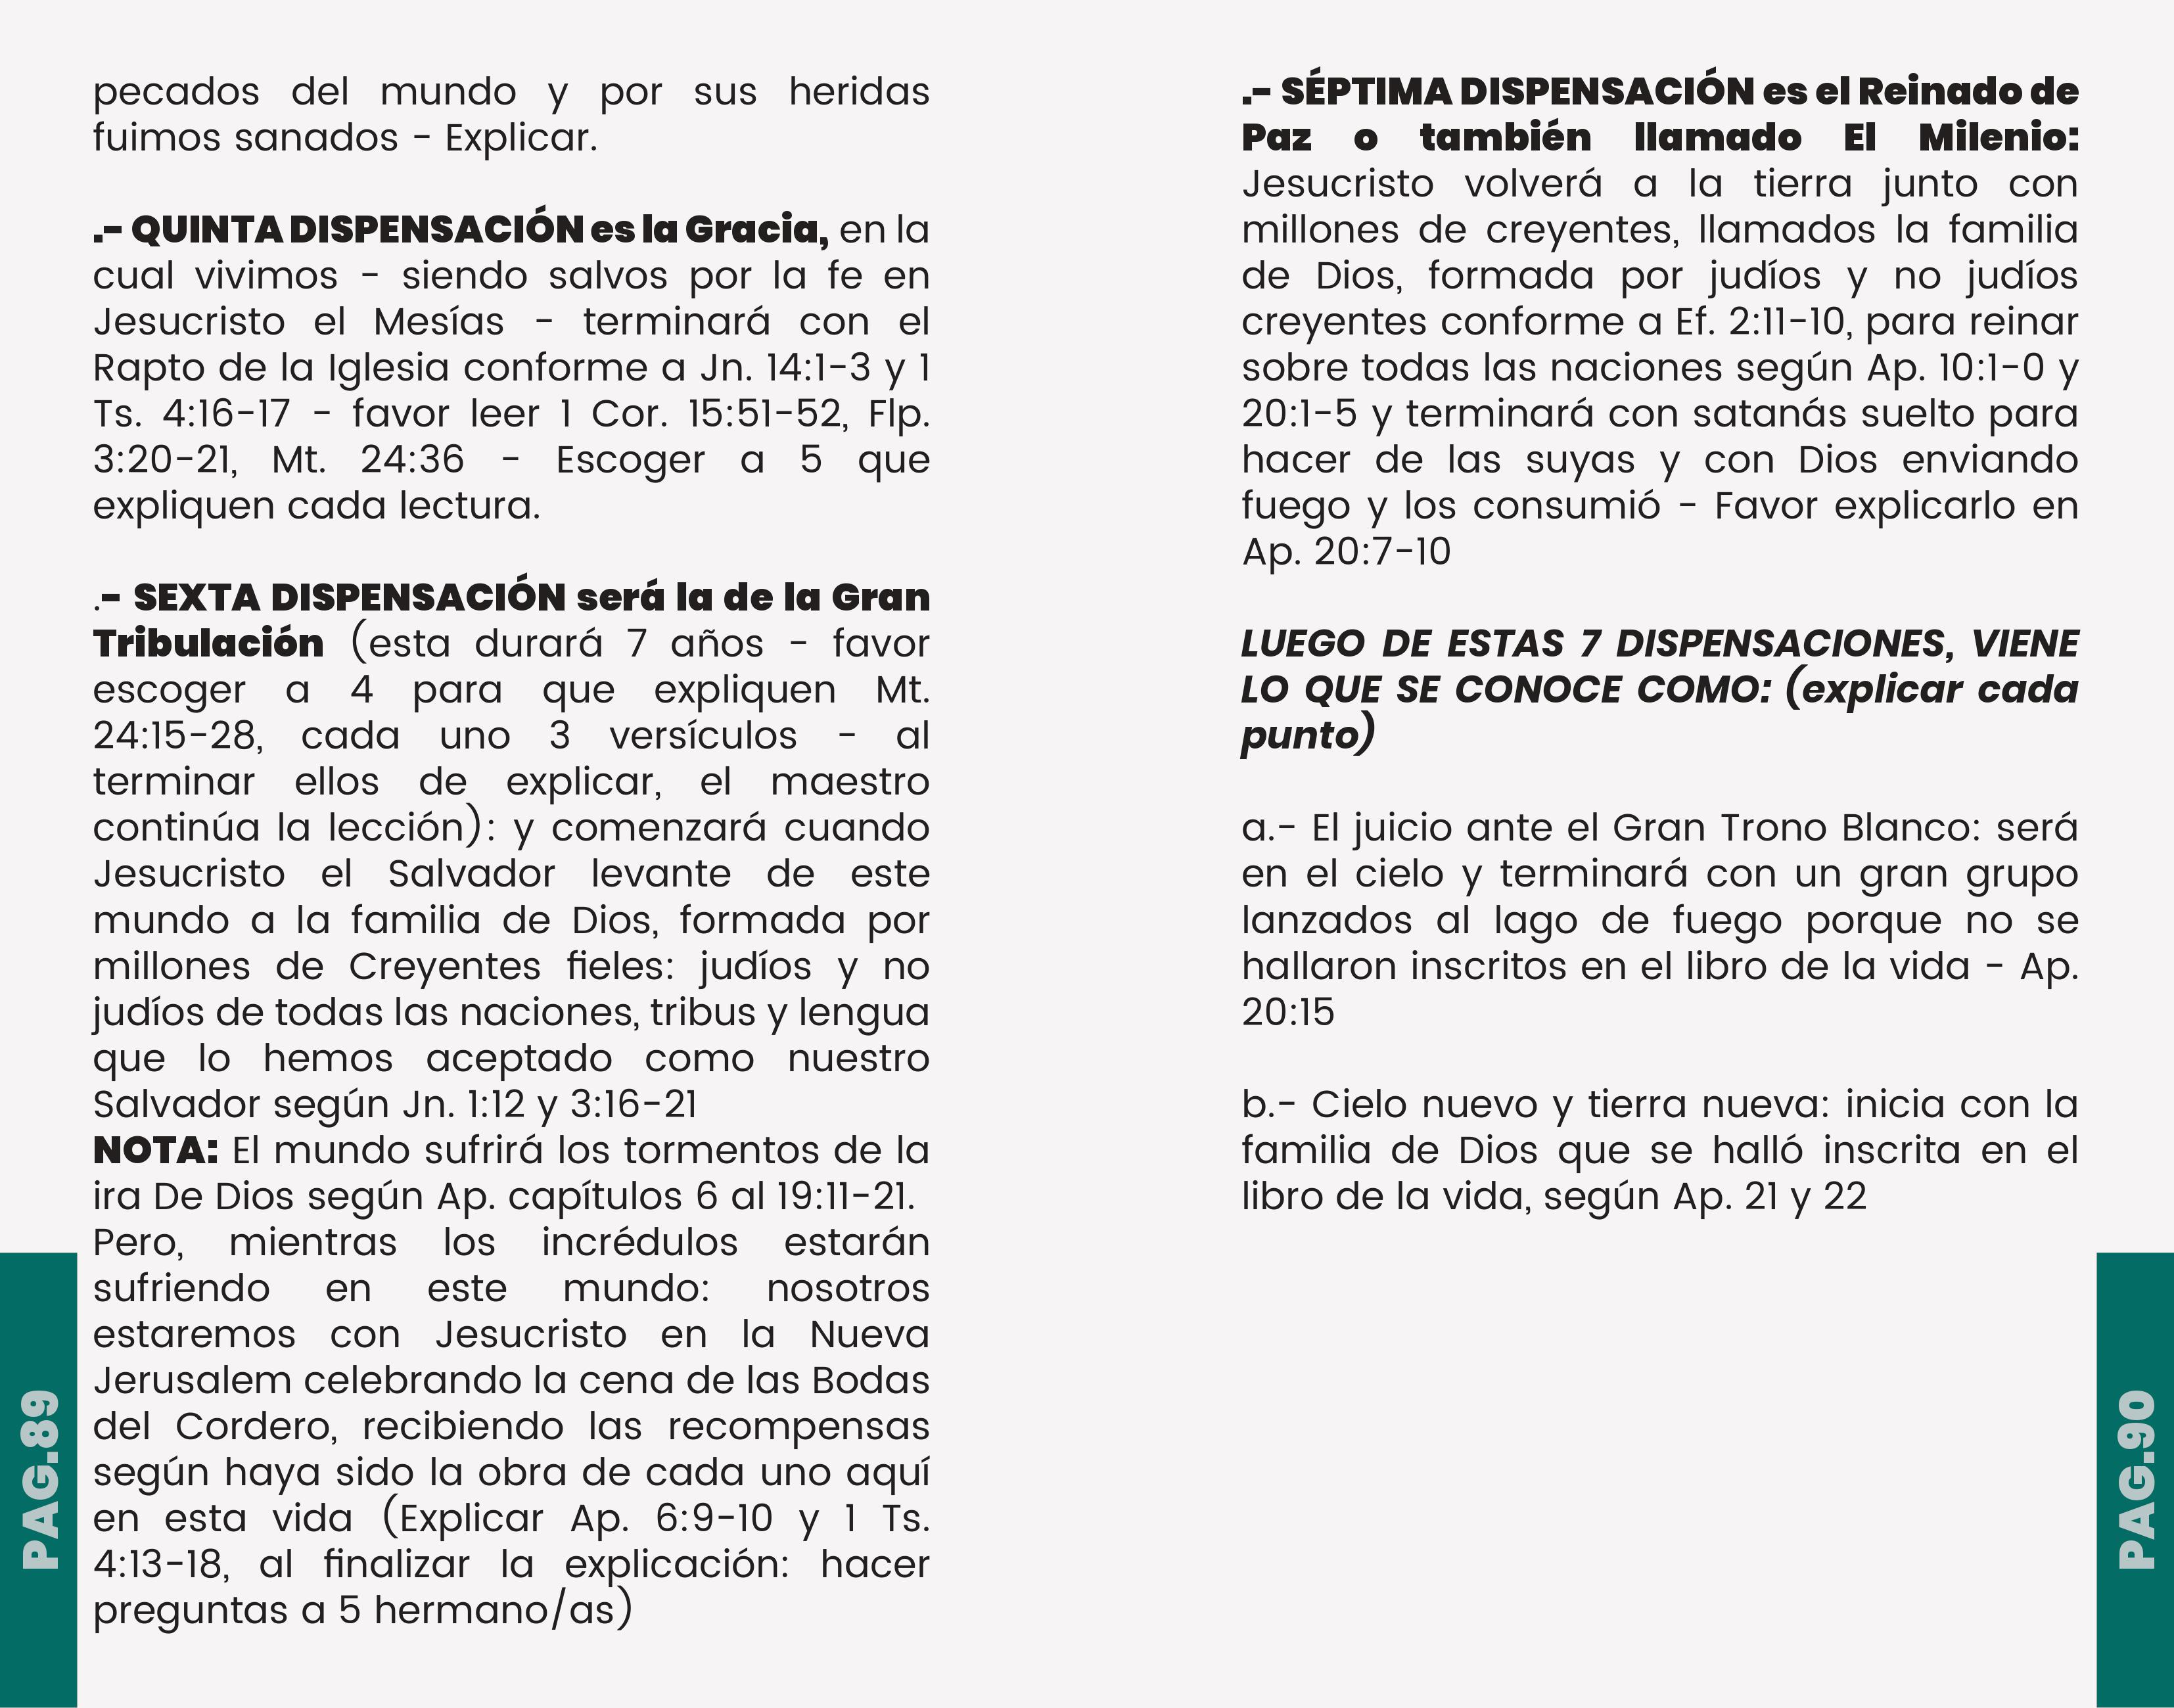 pecados del mundo y por sus heridas
fuimos sanados - Explicar.
.- QUINTA DISPENSACIÓN es la Gracia, en la
cual vivimos - siendo salvos por la fe en
Jesucristo el Mesías - terminará con el
Rapto de la Iglesia conforme a Jn. 14:1-3 y 1
Ts. 4:16-17 - favor leer 1 Cor. 15:51-52, Flp.
3:20-21, Mt. 24:36 - Escoger a 5 que
expliquen cada lectura.
.- SEXTA DISPENSACIÓN será la de la Gran
Tribulación (esta durará 7 años - favor
escoger a 4 para que expliquen Mt.
24:15-28, cada uno 3 versículos - al
terminar ellos de explicar, el maestro
continúa la lección): y comenzará cuando
Jesucristo el Salvador levante de este
mundo a la familia de Dios, formada por
millones de Creyentes fieles: judíos y no
judíos de todas las naciones, tribus y lengua
que lo hemos aceptado como nuestro
Salvador según Jn. 1:12 y 3:16-21
NOTA: El mundo sufrirá los tormentos de la
ira De Dios según Ap. capítulos 6 al 19:11-21.
Pero, mientras los incrédulos estarán
sufriendo en este mundo: nosotros
estaremos con Jesucristo en la Nueva
Jerusalem celebrando la cena de las Bodas
del Cordero, recibiendo las recompensas
según haya sido la obra de cada uno aquí
en esta vida (Explicar Ap. 6:9-10 y 1 Ts.
4:13-18, al finalizar la explicación: hacer
preguntas a 5 hermano/as)
PAG.89
.- SÉPTIMA DISPENSACIÓN es el Reinado de
Paz o también llamado El Milenio:
Jesucristo volverá a la tierra junto con
millones de creyentes, llamados la familia
de Dios, formada por judíos y no judíos
creyentes conforme a Ef. 2:11-10, para reinar
sobre todas las naciones según Ap. 10:1-0 y
20:1-5 y terminará con satanás suelto para
hacer de las suyas y con Dios enviando
fuego y los consumió - Favor explicarlo en
Ap. 20:7-10
LUEGO DE ESTAS 7 DISPENSACIONES, VIENE
LO QUE SE CONOCE COMO: (explicar cada
punto)
a.- El juicio ante el Gran Trono Blanco: será
en el cielo y terminará con un gran grupo
lanzados al lago de fuego porque no se
hallaron inscritos en el libro de la vida - Ap.
20:15
b.- Cielo nuevo y tierra nueva: inicia con la
familia de Dios que se halló inscrita en el
libro de la vida, según Ap. 21 y 22
PAG.90